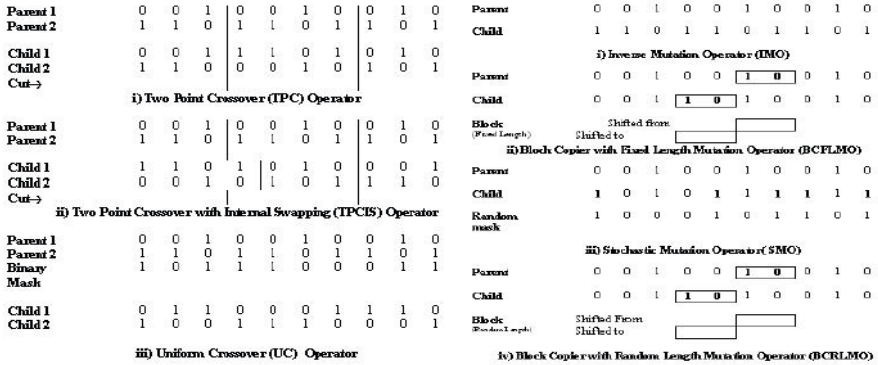 Parent 1 0 0 1 0 0 1 0 0 1 0
Parent 2 1 1 0 1 1 0 1 1 0 1
Child 1 0 0 1 1 1 0 1 0 1 0
Child 2 1 1 0 0 0 1 0 1 0 1
Cut→
i) Two Point Crossover (TPC) Operator
Parent 1 0 0 1 0 0 1 0 0 1 0
Parent 2 1 1 0 1 1 0 1 1 0 1
Child 1 1 1 0 1 0 1 0 0 0 1
Child 2 0 0 1 0 1 0 1 1 1 0
Cut→
ii) Two Point Crossover with Internal Swapping (TPCIS) Operator
Parent 1 0 0 1 0 0 1 0 0 1 0
Parent 2 1 1 0 1 1 0 1 1 0 1
Binary 1 0 1 1 1 0 0 0 1 1
Mask
Child 1 0 1 1 0 0 0 1 1 1 0
Child 2 1 0 0 1 1 1 0 0 0 1
iii) Uniform Crossover (UC) Operator
Parent 0 0 1 0 0 1 0 0 1 0
Child 1 1 0 1 1 0 1 1 0 1
i) Inverse Mutation Operator (IMO)
Parent 0 0 1 0 0 1 0 0 1 0
Child 0 0 1 1 0 1 0 0 1 0
Block Shifted from
(Fixed Length) Shifted to
ii) Block Copier with Fixed Length Mutation Operator (BCFLMO)
Parent 0 0 1 0 0 1 0 0 1 0
Child 1 0 1 0 1 1 1 1 1 1
Random 1 0 0 0 1 0 1 1 0 1
mask
iii) Stochastic Mutation Operator( SMO)
Parent 0 0 1 0 0 1 0 0 1 0
Child 0 0 1 1 0 1 0 0 1 0
Block Shifted From
(Random Length) Shifted to
iv) Block Copier with Random Length Mutation Operator (BCRLMO)